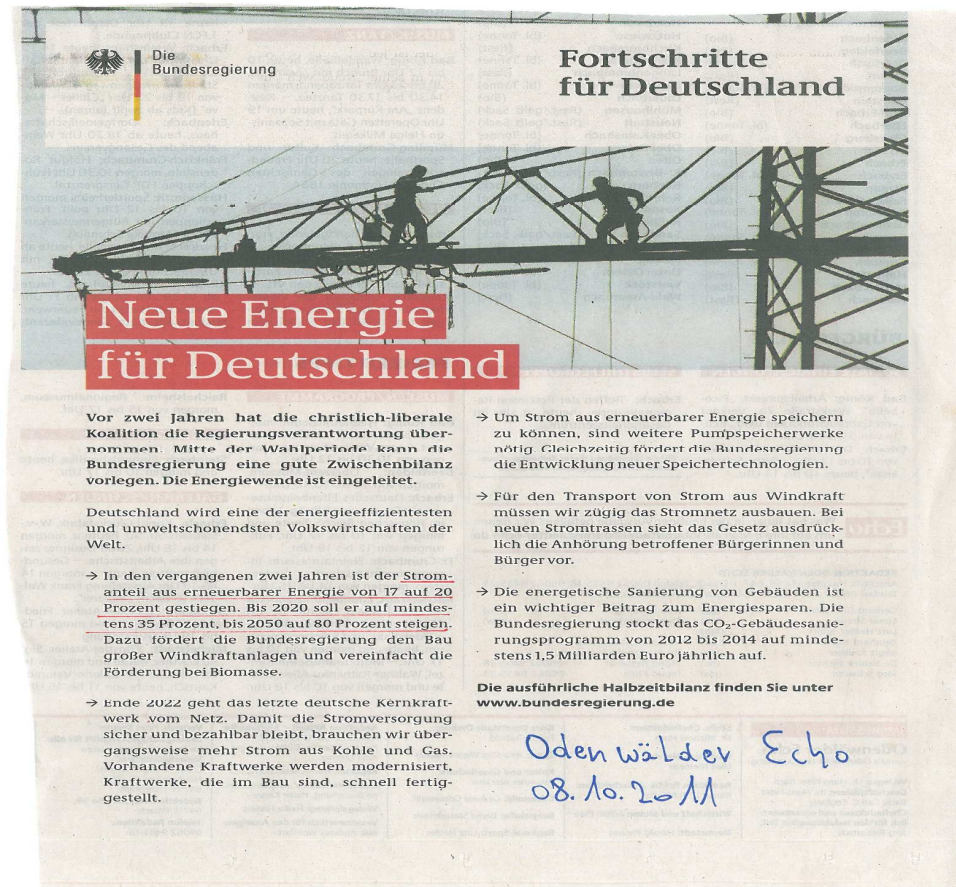 Die
Bundesregierung
Fortschritte
für Deutschland
Neue Energie
für Deutschland
Vor zwei Jahren hat die christlich-liberale
Koalition die Regierungsverantwortung über-
nommen. Mitte der Wahlperiode kann die
Bundesregierung eine gute Zwischenbilanz
vorlegen. Die Energiewende ist eingeleitet.
Deutschland wird eine der energieeffizientesten
und umweltschonendsten Volkswirtschaften der
Welt.
→ In den vergangenen zwei Jahren ist der Strom-
anteil aus erneuerbarer Energie von 17 auf 20
Prozent gestiegen. Bis 2020 soll er auf mindes-
tens 35 Prozent, bis 2050 auf 80 Prozent steigen.
Dazu fördert die Bundesregierung den Bau
großer Windkraftanlagen und vereinfacht die
Förderung bei Biomasse.
→ Ende 2022 geht das letzte deutsche Kernkraft-
werk vom Netz. Damit die Stromversorgung
sicher und bezahlbar bleibt, brauchen wir über-
gangsweise mehr Strom aus Kohle und Gas.
Vorhandene Kraftwerke werden modernisiert,
Kraftwerke, die im Bau sind, schnell fertig-
gestellt.
→ Um Strom aus erneuerbarer Energie speichern
zu können, sind weitere Pumpspeicherwerke
nötig. Gleichzeitig fördert die Bundesregierung
die Entwicklung neuer Speichertechnologien.
→ Für den Transport von Strom aus Windkraft
müssen wir zügig das Stromnetz ausbauen. Bei
neuen Stromtrassen sieht das Gesetz ausdrück-
lich die Anhörung betroffener Bürgerinnen und
Bürger vor.
→ Die energetische Sanierung von Gebäuden ist
ein wichtiger Beitrag zum Energiesparen. Die
Bundesregierung stockt das CO₂-Gebäudesanie-
rungsprogramm von 2012 bis 2014 auf minde-
stens 1,5 Milliarden Euro jährlich auf.
Die ausführliche Halbzeitbilanz finden Sie unter
www.bundesregierung.de
Odenwälder Echo
08.10.2011